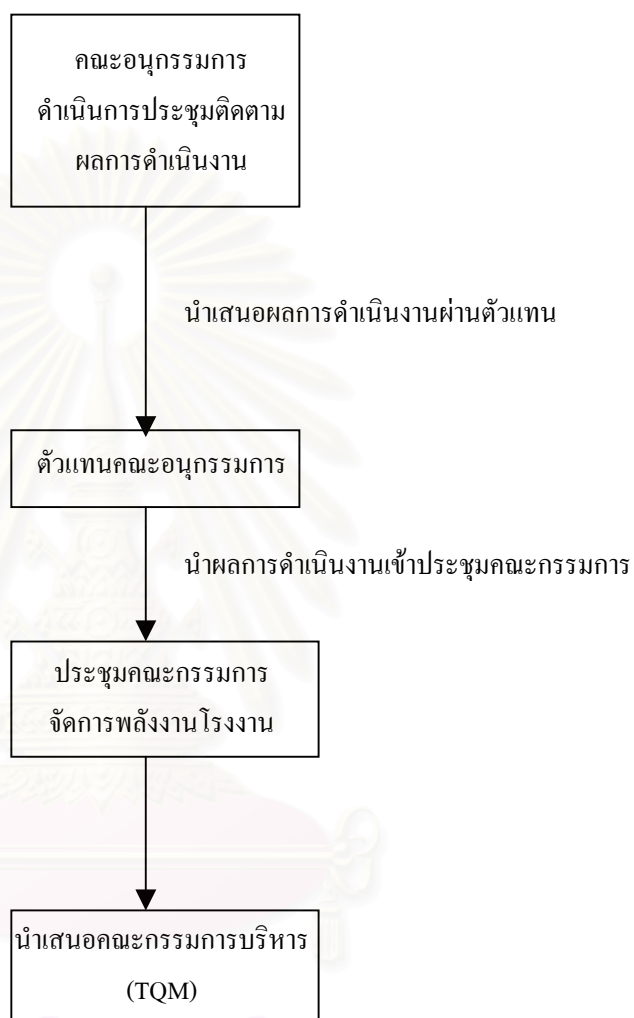 คณะอนุกรรมการ
ดำเนินการประชุมติดตาม
ผลการดำเนินงาน
นำเสนอผลการดำเนินงานผ่านตัวแทน
ตัวแทนคณะอนุกรรมการ
นำผลการดำเนินงานเข้าประชุมคณะกรรมการ
ประชุมคณะกรรมการ
จัดการพลังงานโรงงาน
นำเสนอคณะกรรมการบริหาร
(TQM)